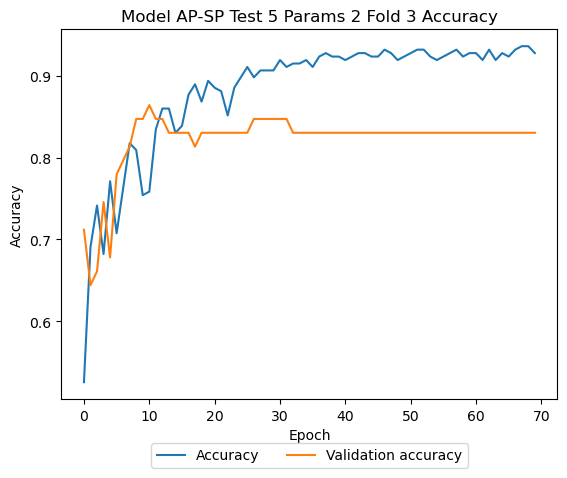 Model AP-SP Test 5 Params 2 Fold 3 Accuracy
Accuracy
0.9
0.8
0.7
0.6
0 10 20 30 40 50 60 70
Epoch
Accuracy Validation accuracy